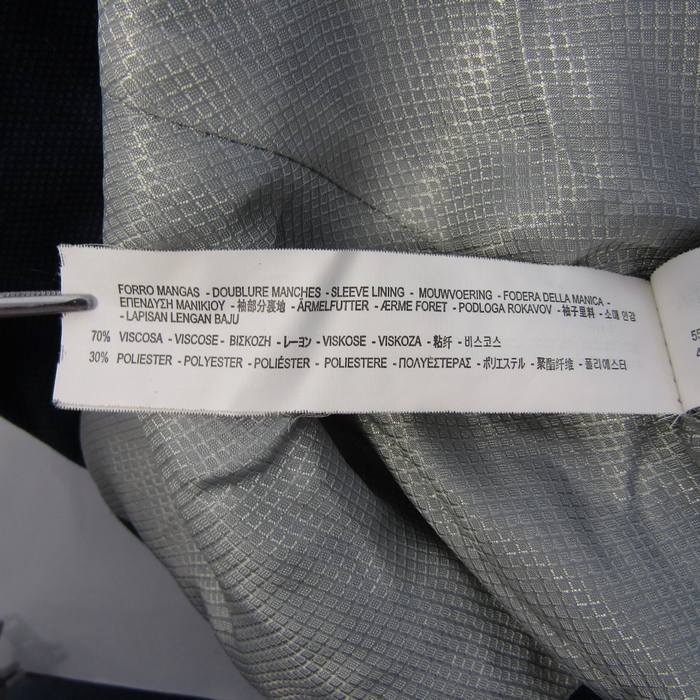 FORRO MANGAS - DOUBLURE MANCHES - SLEEVE LINING - MOUWVOERING - FODERA DELLA MANICA -
ΕΠΕΝΔΥΣΗ ΜΑΝΙΚΙΟΥ - 袖部分裏地 - ÄRMELFUTTER - ÆRME FORET - PODLOGA ROKAVOV - 袖子里料 - 소매 안감
- LAPISAN LENGAN BAJU
70% VISCOSA - VISCOSE - ΒΙΣΚΟΖΗ - レーヨン - VISKOSE - VISKOZA - 粘纤 - 비스코스
30% POLIESTER - POLYESTER - POLIÉSTER - POLIESTERE - ΠΟΛΥΕΣΤΕΡΑΣ - ポリエステル - 聚酯纤维 - 폴리에스터